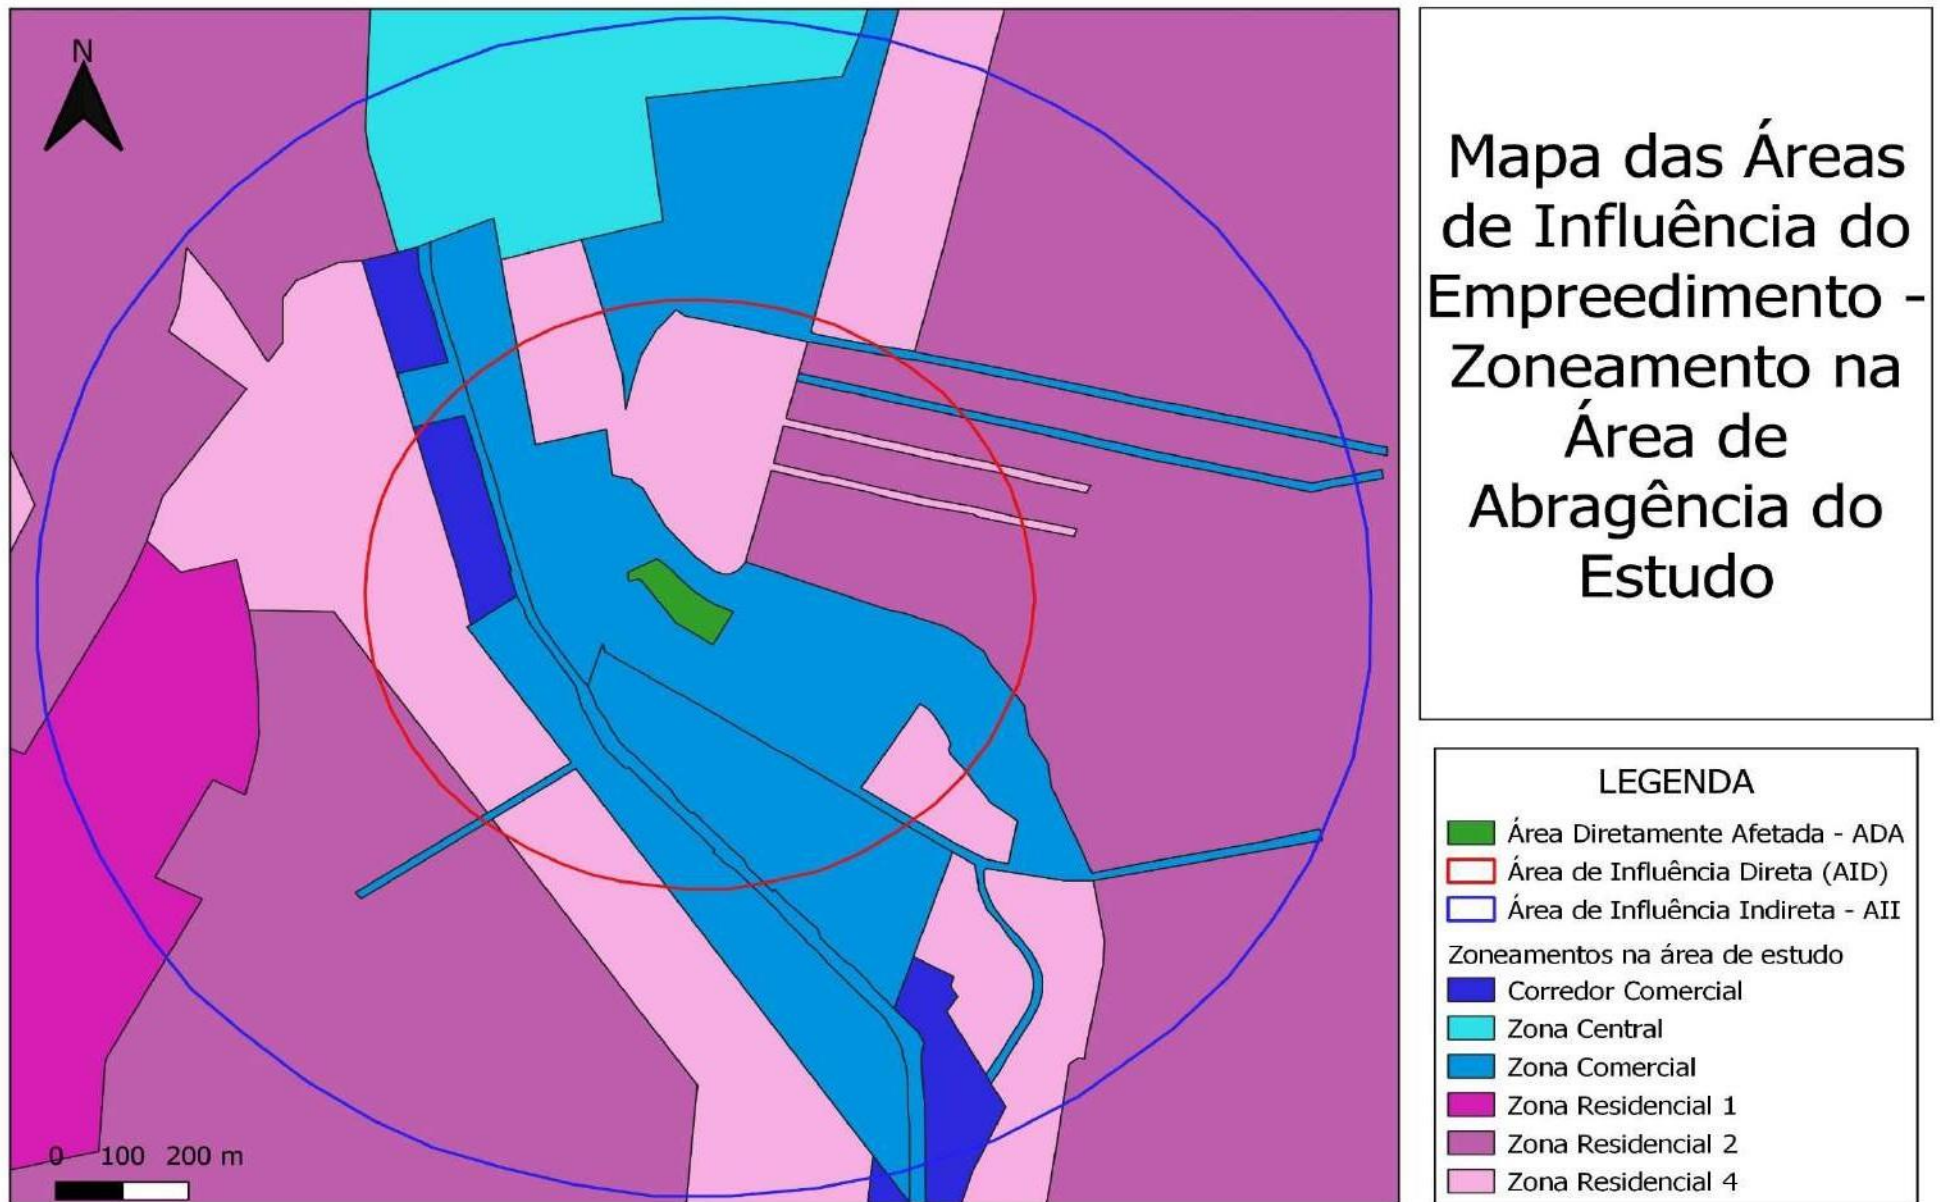 N
Mapa das Áreas
de Influência do
Empreedimento -
Zoneamento na
Área de
Abragência do
Estudo
LEGENDA
Área Diretamente Afetada - ADA
Área de Influência Direta (AID)
Área de Influência Indireta - AII
Zoneamentos na área de estudo
Corredor Comercial
Zona Central
Zona Comercial
Zona Residencial 1
Zona Residencial 2
Zona Residencial 4
0 100 200 m